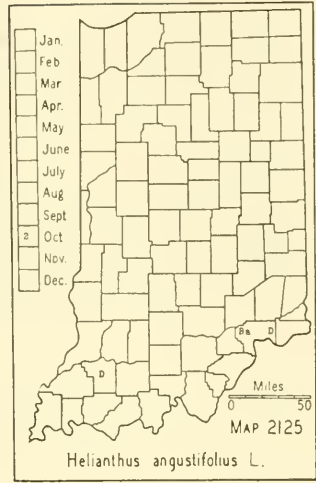 Jan.
Feb
Mar
Apr.
May
June
July
Aug
Sept
2 Oct
Nov.
Dec.
Ba D
D
Miles
0 50
MAP 2125
Helianthus angustifolius L.